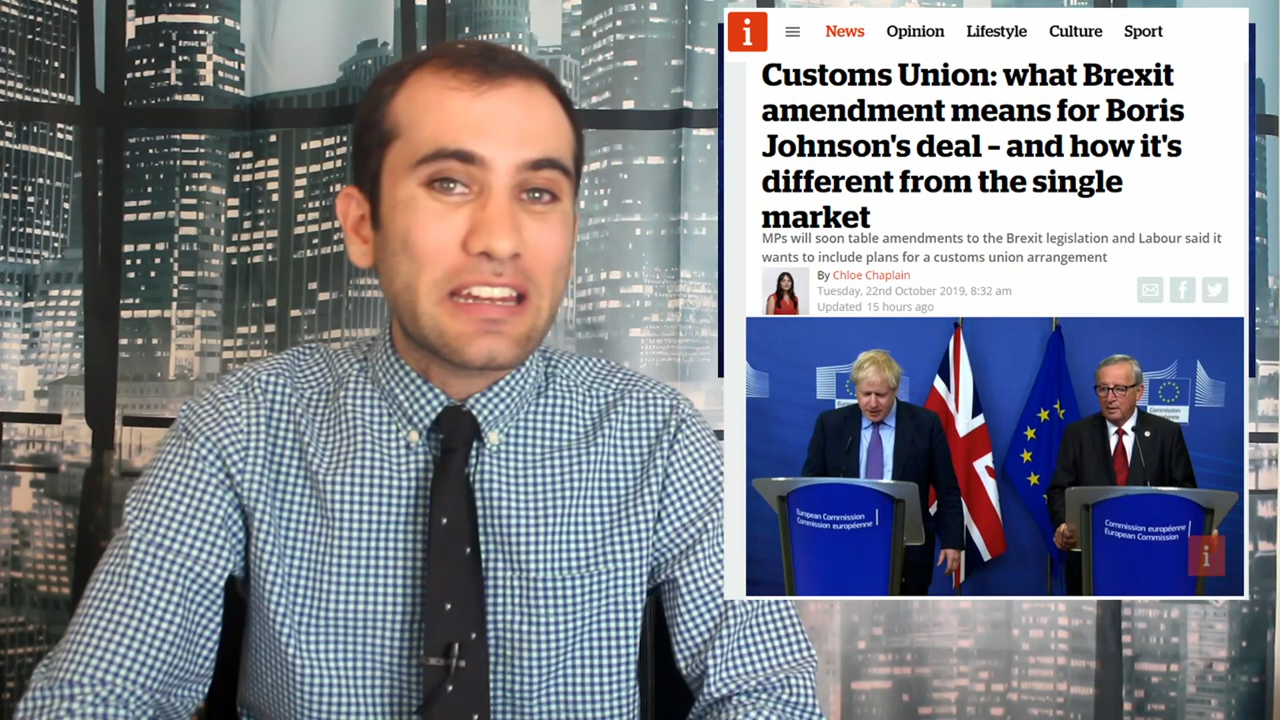 i
News Opinion Lifestyle Culture Sport
Customs Union: what Brexit
amendment means for Boris
Johnson's deal – and how it's
different from the single
market
MPs will soon table amendments to the Brexit legislation and Labour said it
wants to include plans for a customs union arrangement
By Chloe Chaplain
Tuesday, 22nd October 2019, 8:32 am
Updated 15 hours ago
European Commission
Commission européenne
Commission européenne
European Commission
i